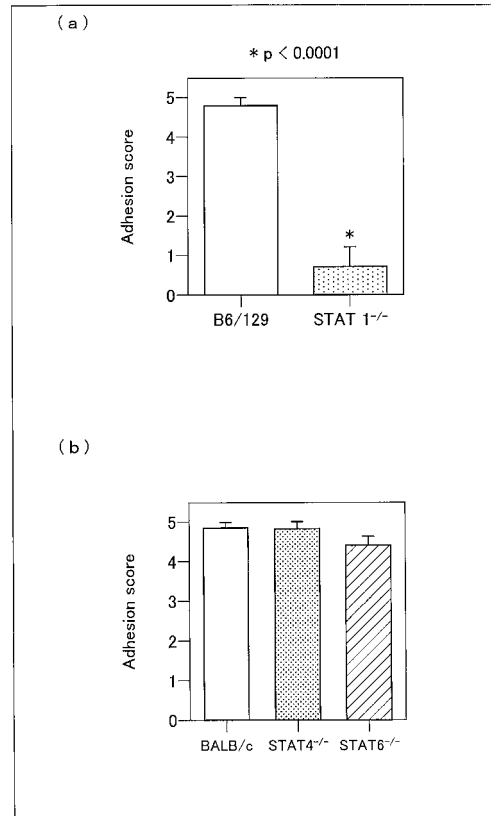 (a)
* p < 0.0001
Adhesion score
5
4
3
2
1
0
*
B6/129
STAT 1⁻/⁻
(b)
Adhesion score
5
4
3
2
1
0
BALB/c
STAT4⁻/⁻
STAT6⁻/⁻